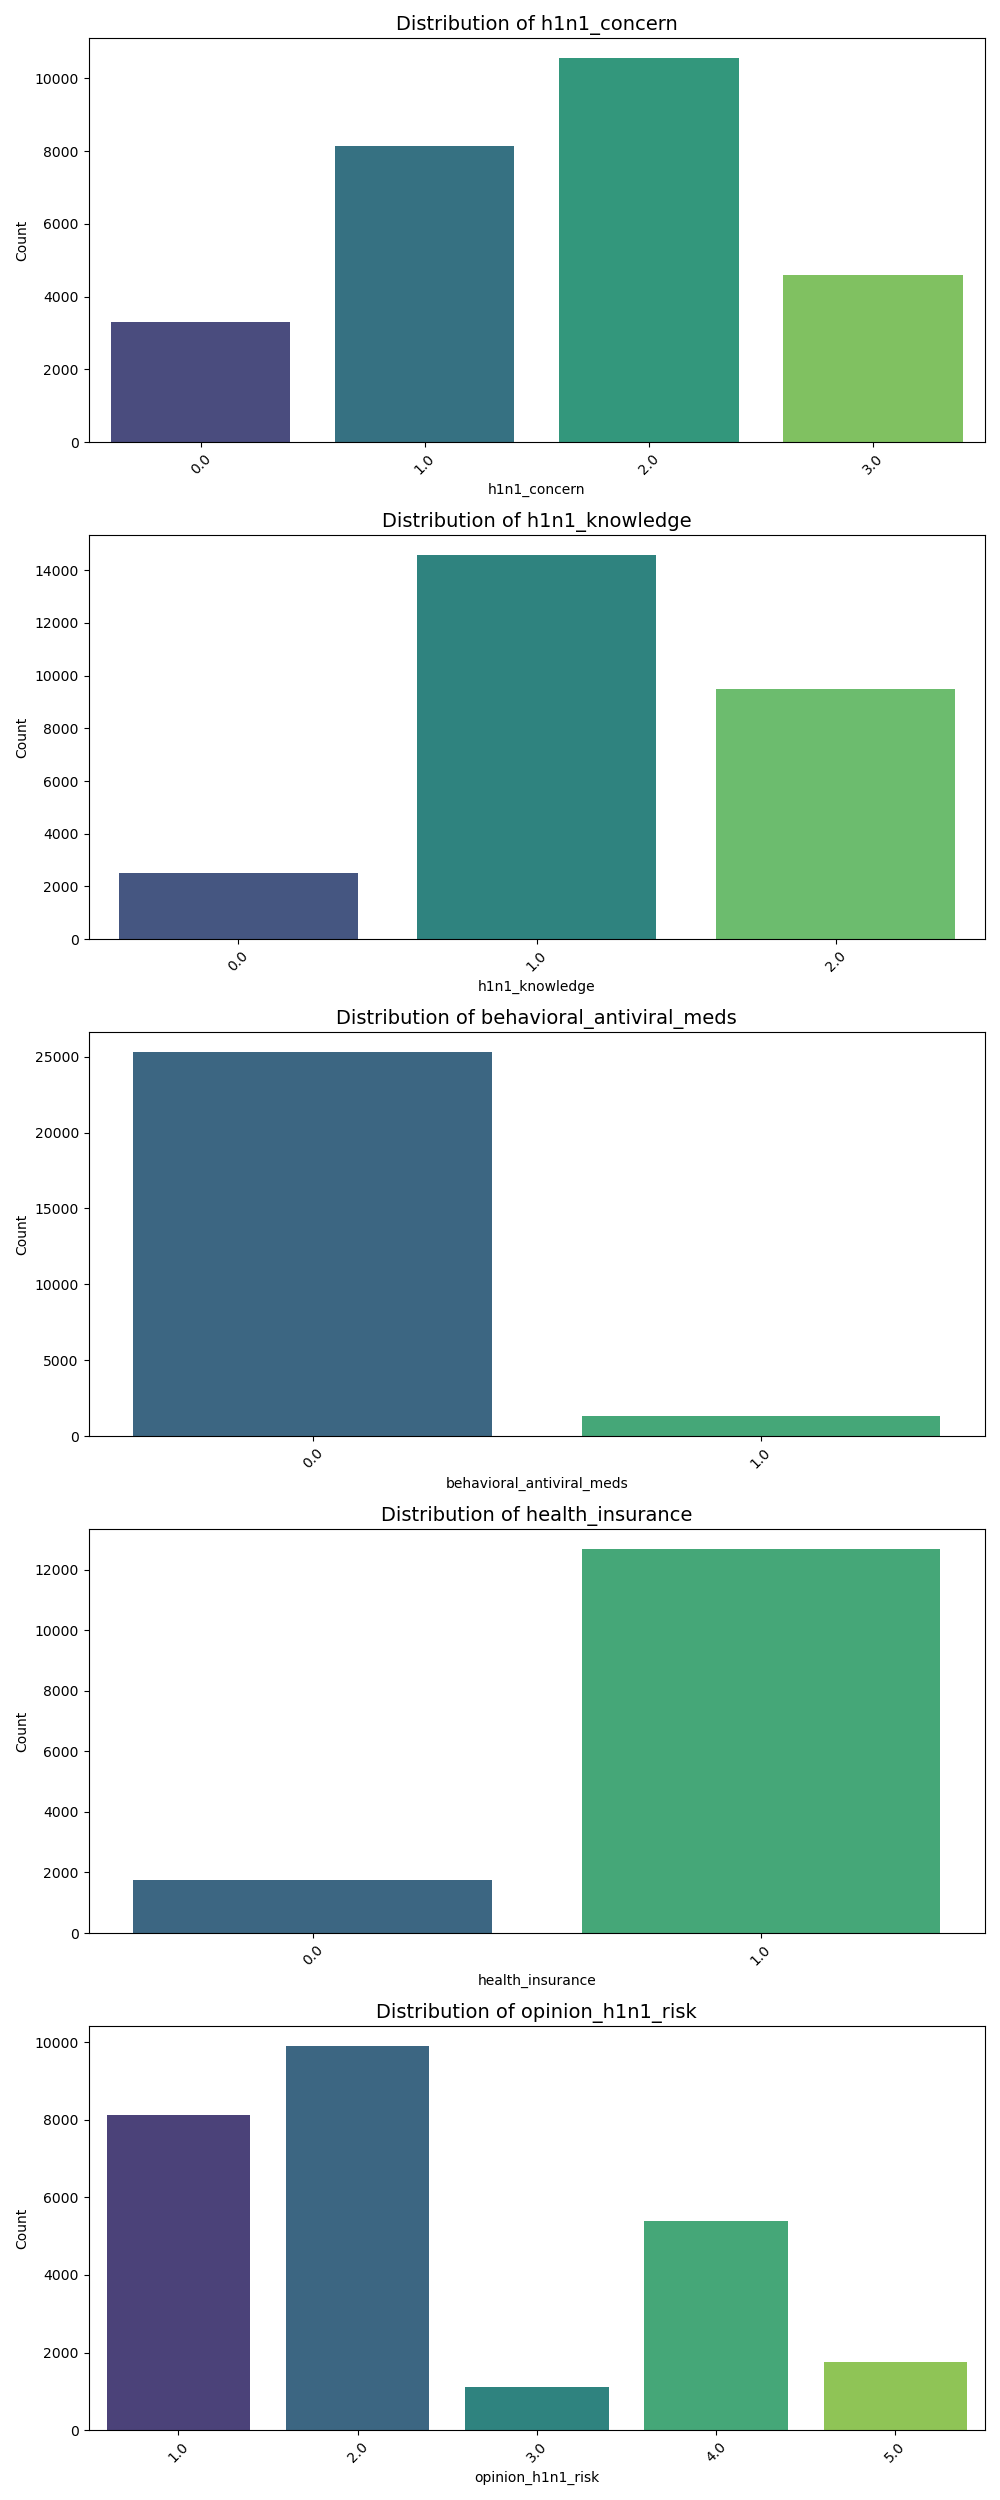 Distribution of h1n1_concern
10000
8000
6000
4000
2000
0
Count
0.0 1.0 2.0 3.0
h1n1_concern
Distribution of h1n1_knowledge
14000
12000
10000
8000
6000
4000
2000
0
Count
0.0 1.0 2.0
h1n1_knowledge
Distribution of behavioral_antiviral_meds
25000
20000
15000
10000
5000
0
Count
0.0 1.0
behavioral_antiviral_meds
Distribution of health_insurance
12000
10000
8000
6000
4000
2000
0
Count
0.0 1.0
health_insurance
Distribution of opinion_h1n1_risk
10000
8000
6000
4000
2000
0
Count
1.0 2.0 3.0 4.0 5.0
opinion_h1n1_risk